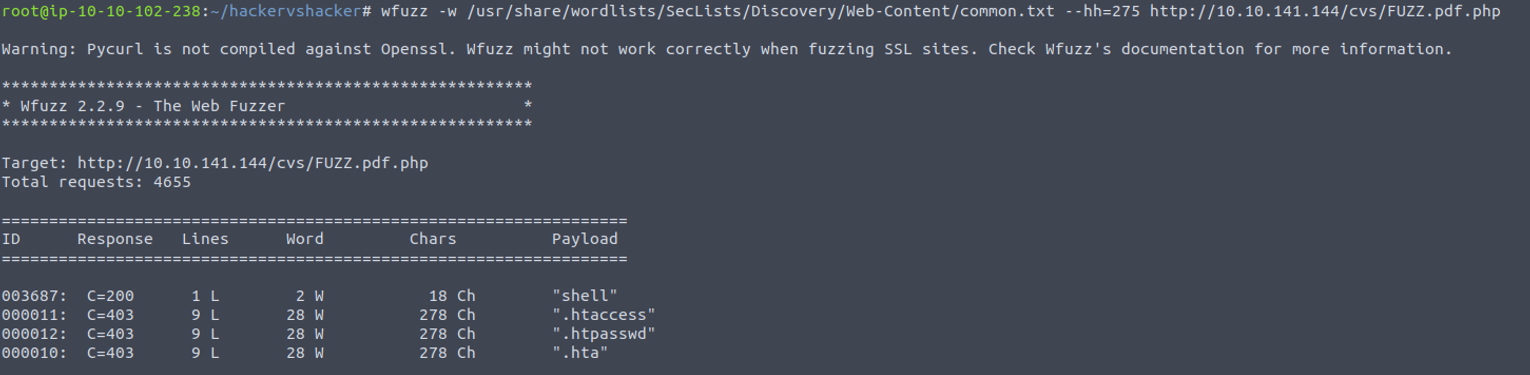 root@ip-10-10-102-238:~/hackervshacker# wfuzz -w /usr/share/wordlists/SecLists/Discovery/Web-Content/common.txt --hh=275 http://10.10.141.144/cvs/FUZZ.pdf.php
Warning: Pycurl is not compiled against Openssl. Wfuzz might not work correctly when fuzzing SSL sites. Check Wfuzz's documentation for more information.
********************************************************
* Wfuzz 2.2.9 - The Web Fuzzer                         *
********************************************************
Target: http://10.10.141.144/cvs/FUZZ.pdf.php
Total requests: 4655
==================================================================
ID      Response   Lines      Word         Chars          Payload
==================================================================
003687:  C=200      1 L        2 W           18 Ch        "shell"
000011:  C=403      9 L       28 W          278 Ch        ".htaccess"
000012:  C=403      9 L       28 W          278 Ch        ".htpasswd"
000010:  C=403      9 L       28 W          278 Ch        ".hta"